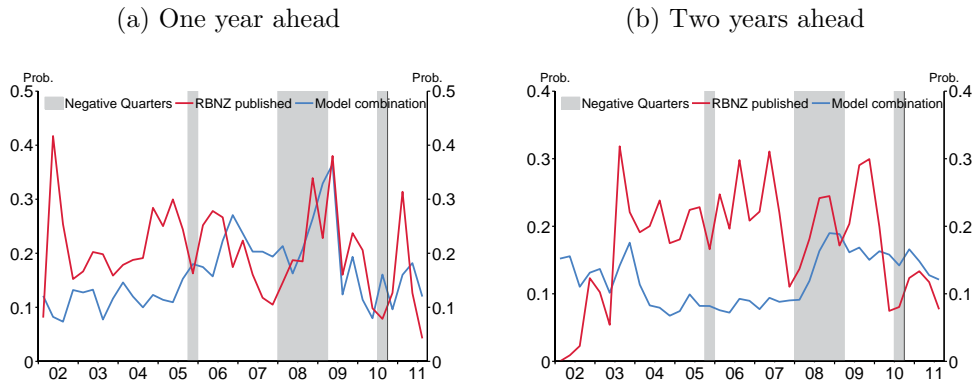 (a) One year ahead
Prob. Prob.
Negative Quarters RBNZ published Model combination
0.5 0.5
0.4 0.4
0.3 0.3
0.2 0.2
0.1 0.1
0 0
02 03 04 05 06 07 08 09 10 11
(b) Two years ahead
Prob. Prob.
Negative Quarters RBNZ published Model combination
0.4 0.4
0.3 0.3
0.2 0.2
0.1 0.1
0 0
02 03 04 05 06 07 08 09 10 11